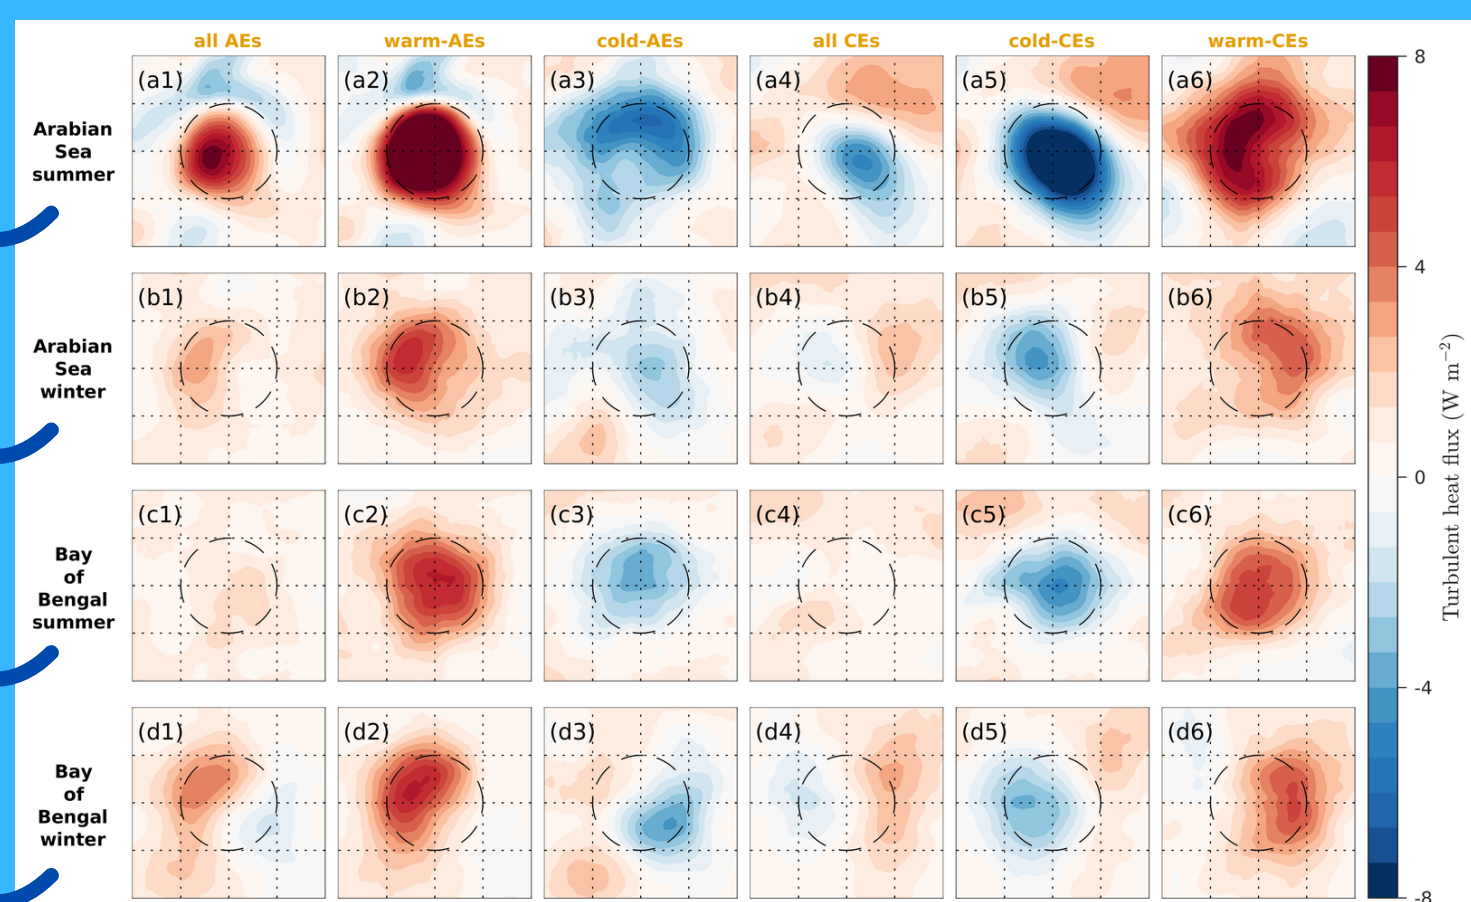 all AEs warm-AEs cold-AEs all CEs cold-CEs warm-CEs
(a1) (a2) (a3) (a4) (a5) (a6)
Arabian
Sea
summer
(b1) (b2) (b3) (b4) (b5) (b6)
Arabian
Sea
winter
(c1) (c2) (c3) (c4) (c5) (c6)
Bay
of
Bengal
summer
(d1) (d2) (d3) (d4) (d5) (d6)
Bay
of
Bengal
winter
8
4
0
-4
-8
Turbulent heat flux (W m⁻²)